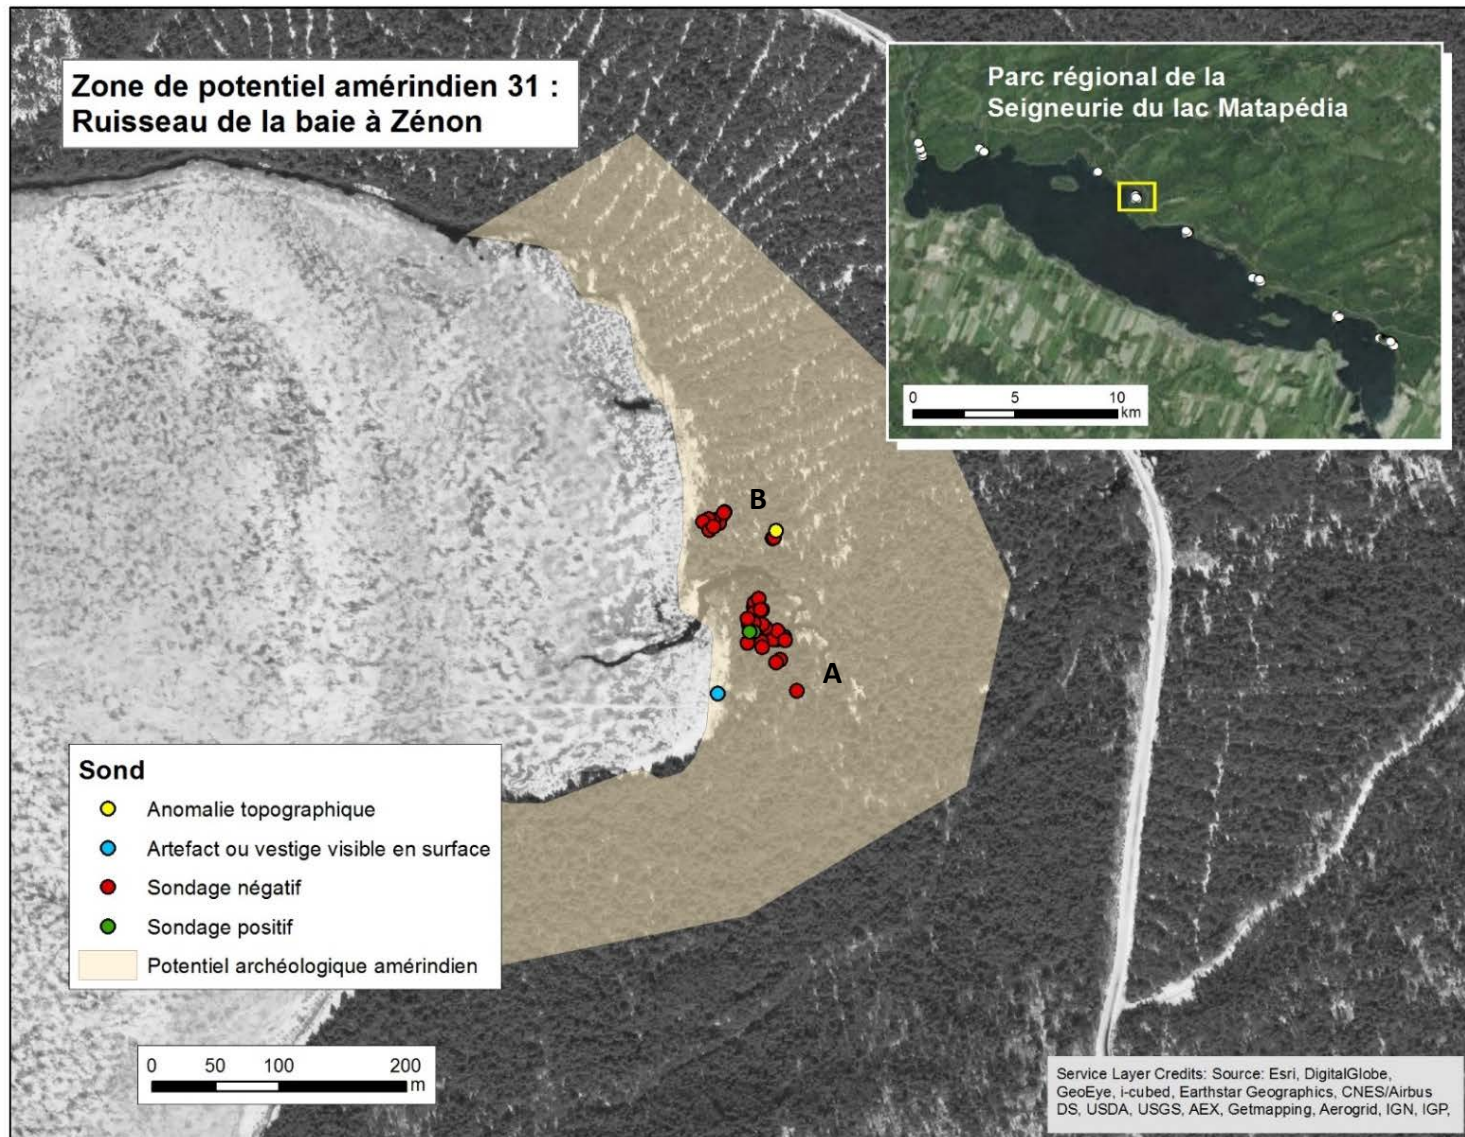 Zone de potentiel amérindien 31 :
Ruisseau de la baie à Zénon
Parc régional de la
Seigneurie du lac Matapédia
0 5 10
km
B
A
Sond
Anomalie topographique
Artefact ou vestige visible en surface
Sondage négatif
Sondage positif
Potentiel archéologique amérindien
0 50 100 200
m
Service Layer Credits: Source: Esri, DigitalGlobe,
GeoEye, i-cubed, Earthstar Geographics, CNES/Airbus
DS, USDA, USGS, AEX, Getmapping, Aerogrid, IGN, IGP,